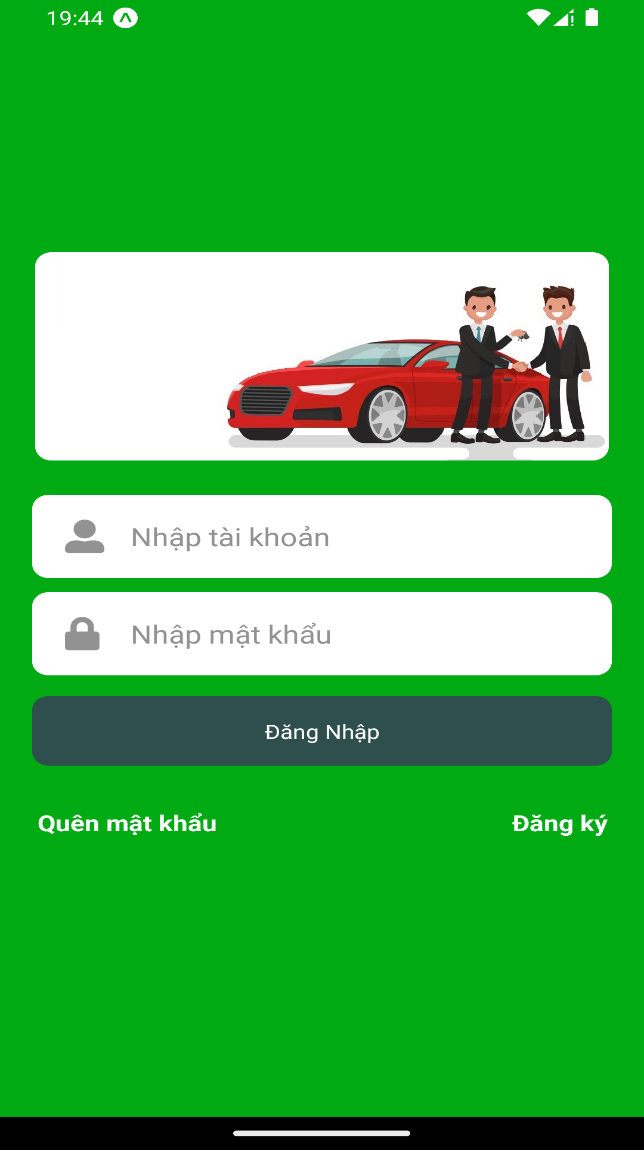 19:44
Nhập tài khoản
Nhập mật khẩu
Đăng Nhập
Quên mật khẩu
Đăng ký